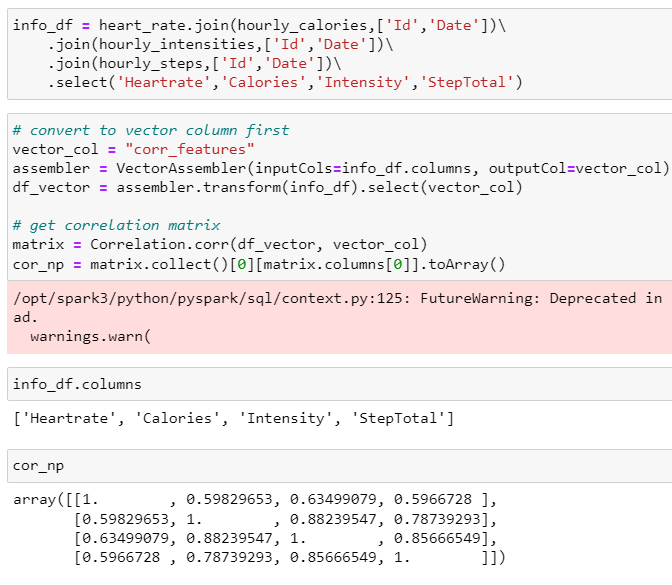 info_df = heart_rate.join(hourly_calories,['Id','Date'])\
    .join(hourly_intensities,['Id','Date'])\
    .join(hourly_steps,['Id','Date'])\
    .select('Heartrate','Calories','Intensity','StepTotal')
# convert to vector column first
vector_col = "corr_features"
assembler = VectorAssembler(inputCols=info_df.columns, outputCol=vector_col)
df_vector = assembler.transform(info_df).select(vector_col)
# get correlation matrix
matrix = Correlation.corr(df_vector, vector_col)
cor_np = matrix.collect()[0][matrix.columns[0]].toArray()
/opt/spark3/python/pyspark/sql/context.py:125: FutureWarning: Deprecated in
ad.
  warnings.warn(
info_df.columns
['Heartrate', 'Calories', 'Intensity', 'StepTotal']
cor_np
array([[1.        , 0.59829653, 0.63499079, 0.5966728 ],
       [0.59829653, 1.        , 0.88239547, 0.78739293],
       [0.63499079, 0.88239547, 1.        , 0.85666549],
       [0.5966728 , 0.78739293, 0.85666549, 1.        ]])